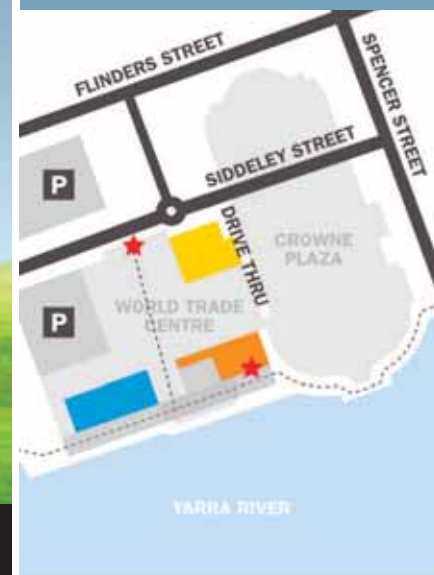 FLINDERS STREET
SPENCER STREET
SIDDELEY STREET
P
DRIVE THRU
CROWNE
PLAZA
WORLD TRADE
CENTRE
P
YARRA RIVER